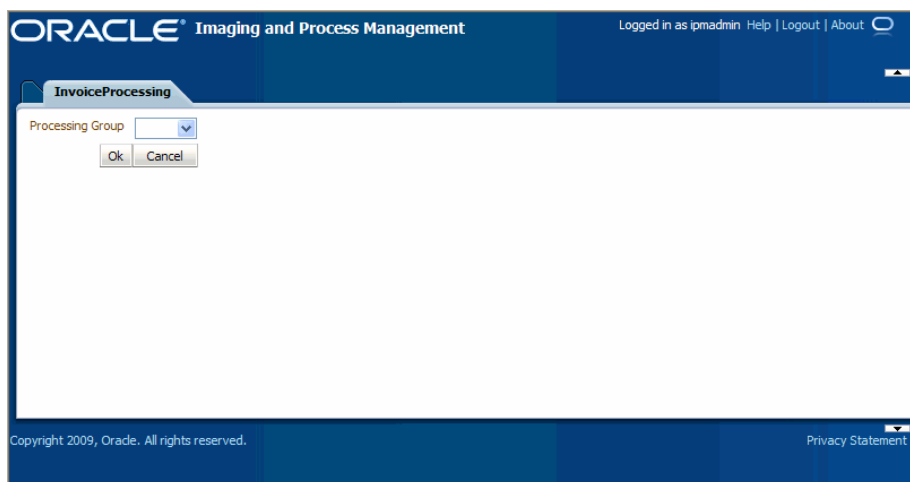 ORACLE® Imaging and Process Management
Logged in as ipmadmin Help | Logout | About
InvoiceProcessing
Processing Group
Ok Cancel
Copyright 2009, Oracle. All rights reserved.
Privacy Statement